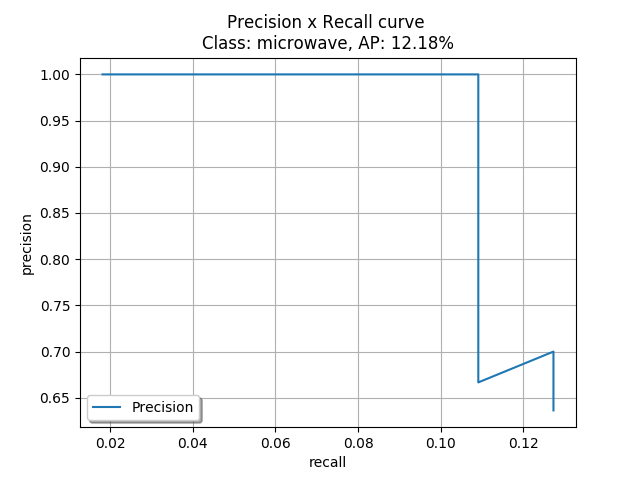 Precision x Recall curve
Class: microwave, AP: 12.18%
1.00
0.95
0.90
0.85
0.80
0.75
0.70
0.65
precision
Precision
0.02
0.04
0.06
0.08
0.10
0.12
recall